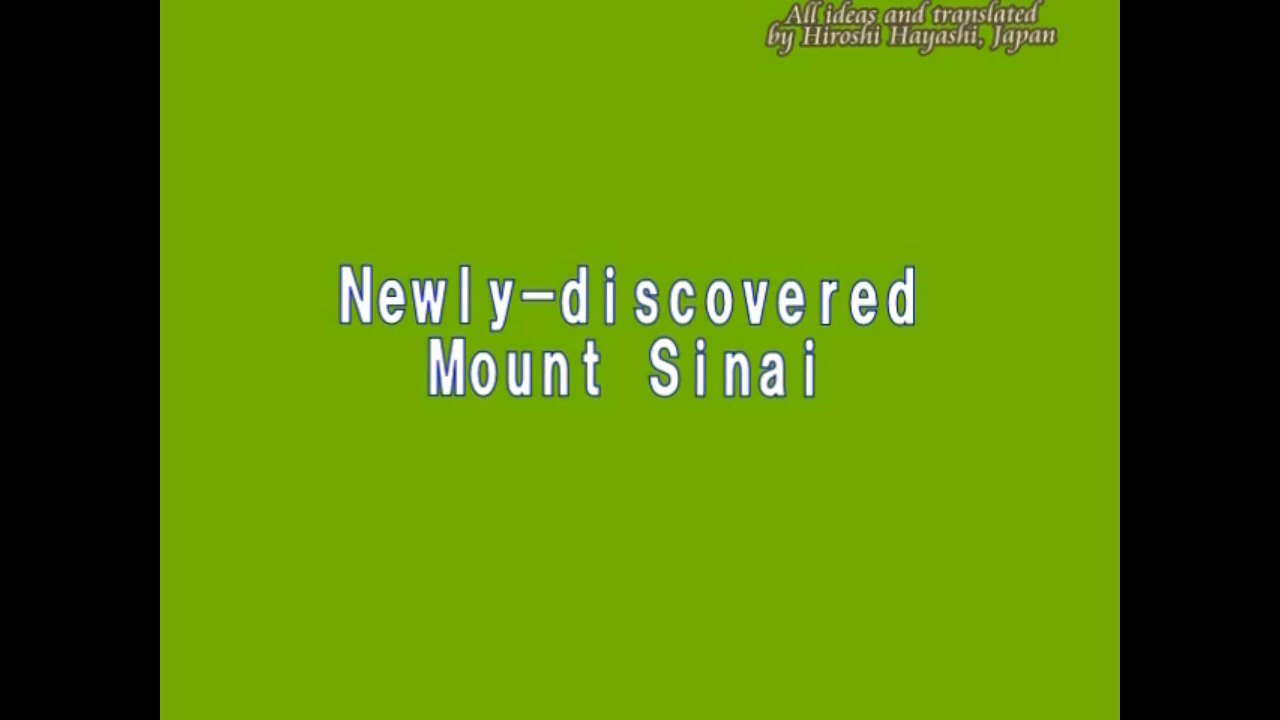 All ideas and translated
by Hiroshi Hayashi, Japan
Newly-discovered
Mount Sinai